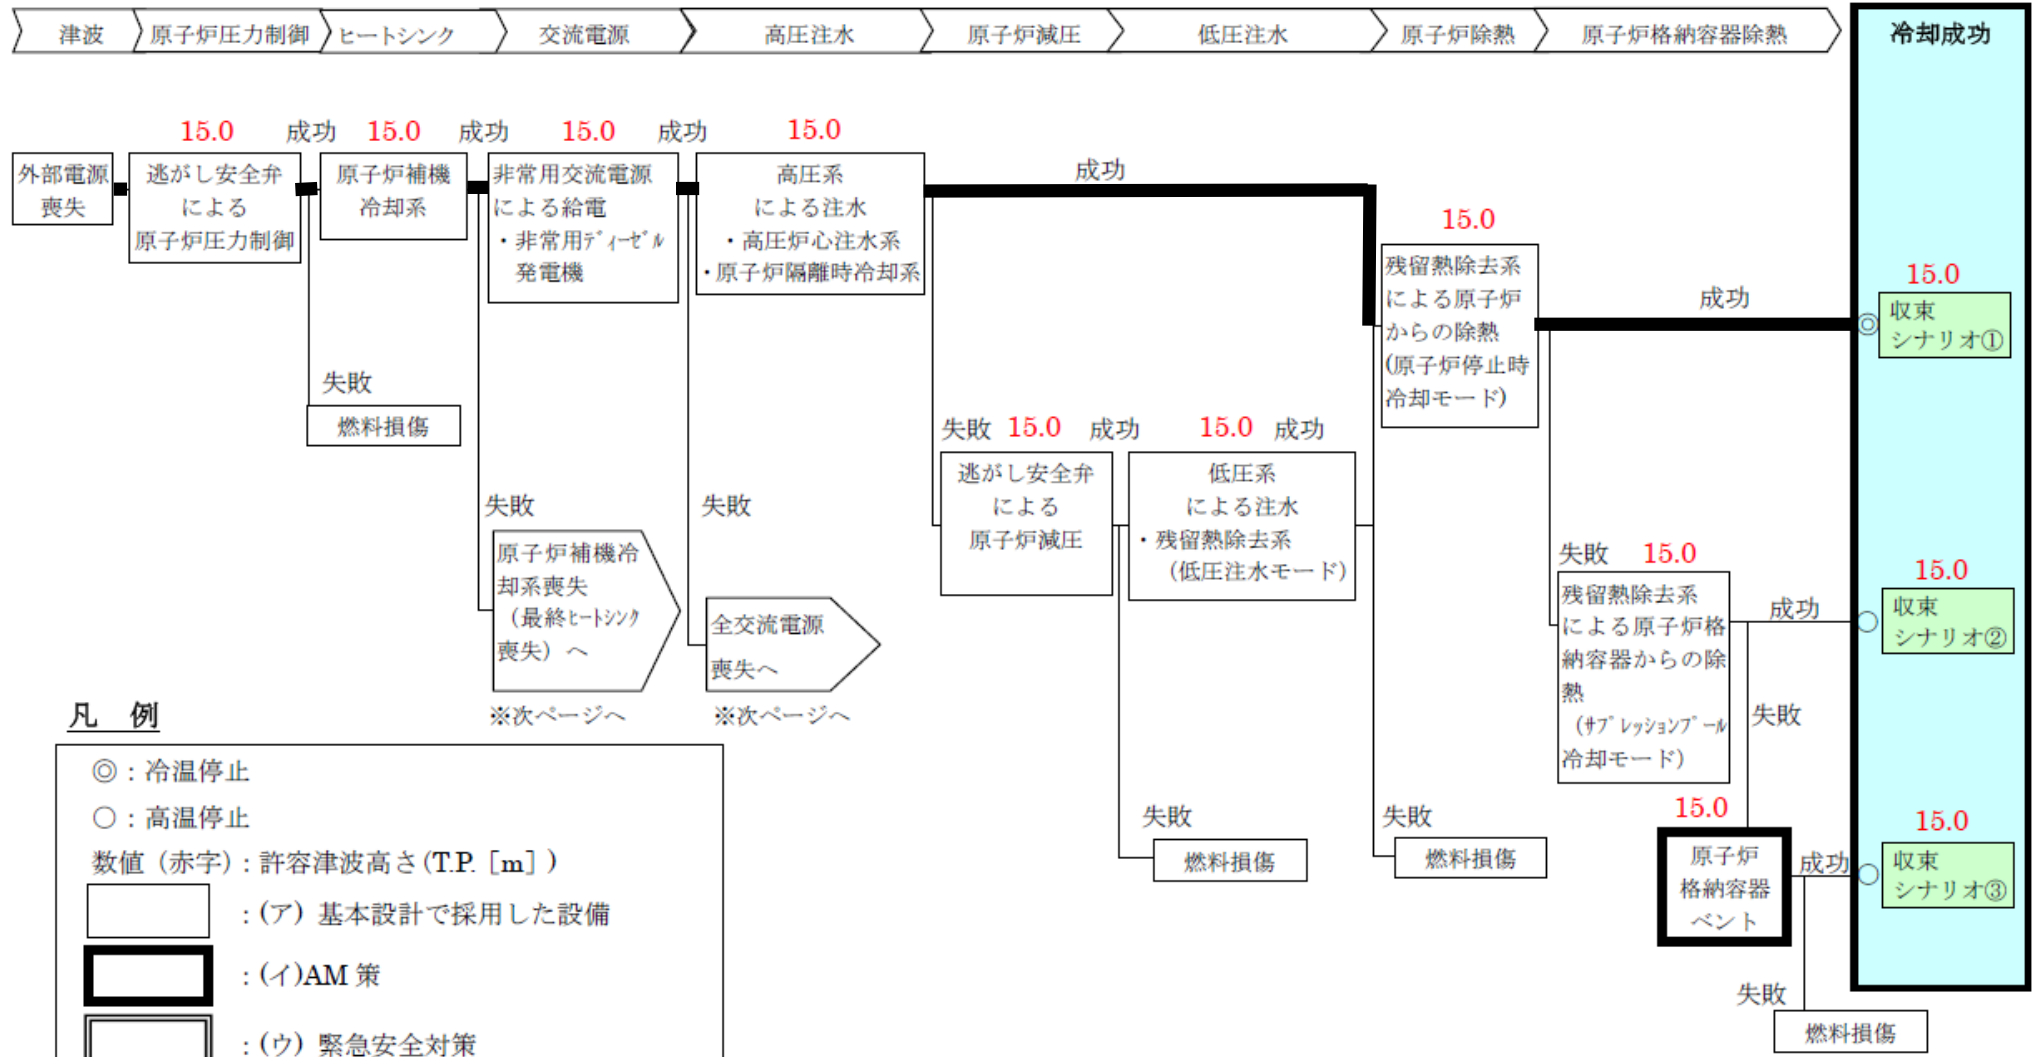 津波
原子炉圧力制御
ヒートシンク
交流電源
高圧注水
原子炉減圧
低圧注水
原子炉除熱
原子炉格納容器除熱
冷却成功
15.0
成功
15.0
成功
15.0
成功
15.0
外部電源
喪失
逃がし安全弁
による
原子炉圧力制御
原子炉補機
冷却系
非常用交流電源
による給電
・非常用ﾃﾞｨｰｾﾞﾙ
発電機
高圧系
による注水
・高圧炉心注水系
・原子炉隔離時冷却系
成功
15.0
残留熱除去系
による原子炉
からの除熱
(原子炉停止時
冷却モード)
成功
15.0
◎
収束
シナリオ①
失敗
燃料損傷
失敗
15.0
成功
15.0
成功
逃がし安全弁
による
原子炉減圧
低圧系
による注水
・残留熱除去系
（低圧注水モード）
失敗
原子炉補機冷
却系喪失
（最終ﾋｰﾄｼﾝｸ
喪失）へ
※次ページへ
失敗
全交流電源
喪失へ
※次ページへ
失敗
15.0
残留熱除去系
による原子炉格
納容器からの除
熱
（ｻﾌﾟﾚｯｼｮﾝﾌﾟｰﾙ
冷却モード）
成功
15.0
○
収束
シナリオ②
失敗
失敗
燃料損傷
失敗
燃料損傷
15.0
原子炉
格納容器
ベント
成功
15.0
○
収束
シナリオ③
失敗
燃料損傷
凡　例
◎：冷温停止
○：高温停止
数値（赤字）：許容津波高さ(T.P.［m］)
：(ア) 基本設計で採用した設備
：(イ)AM 策
：(ウ) 緊急安全対策